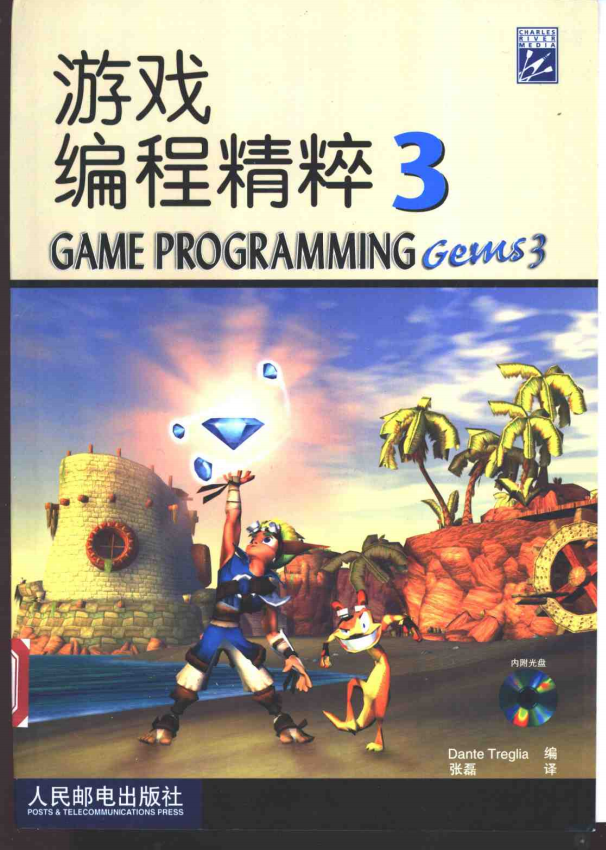 CHARLES
RIVER
MEDIA
游戏
编程精粹 3
GAME PROGRAMMING Gems 3
内附光盘
Dante Treglia 编
张磊 译
人民邮电出版社
POSTS & TELECOMMUNICATIONS PRESS